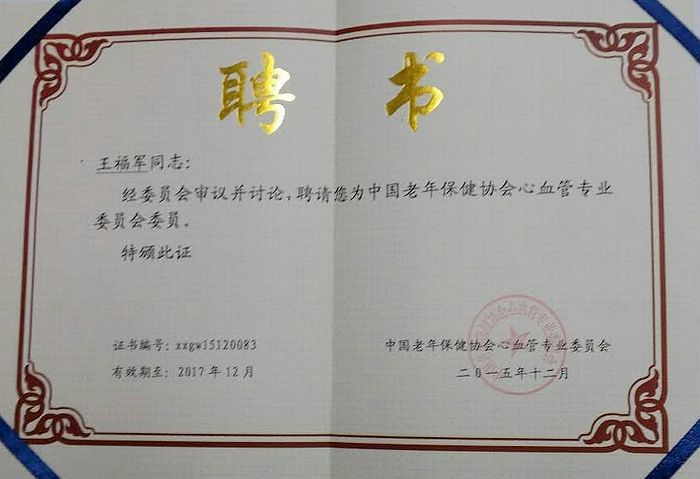 聘 书
王福军同志：
经委员会审议并讨论，聘请您为中国老年保健协会心血管专业
委员会委员。
特颁此证
证书编号：xxgw15120083
有效期至：2017年12月
中国老年保健协会心血管专业委员会
二〇一五年十二月